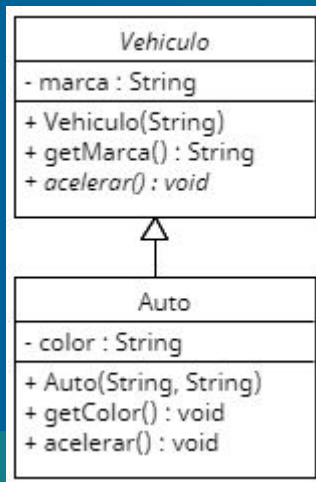 Vehiculo
- marca : String
+ Vehiculo(String)
+ getMarca() : String
+ acelerar() : void
Auto
- color : String
+ Auto(String, String)
+ getColor() : void
+ acelerar() : void